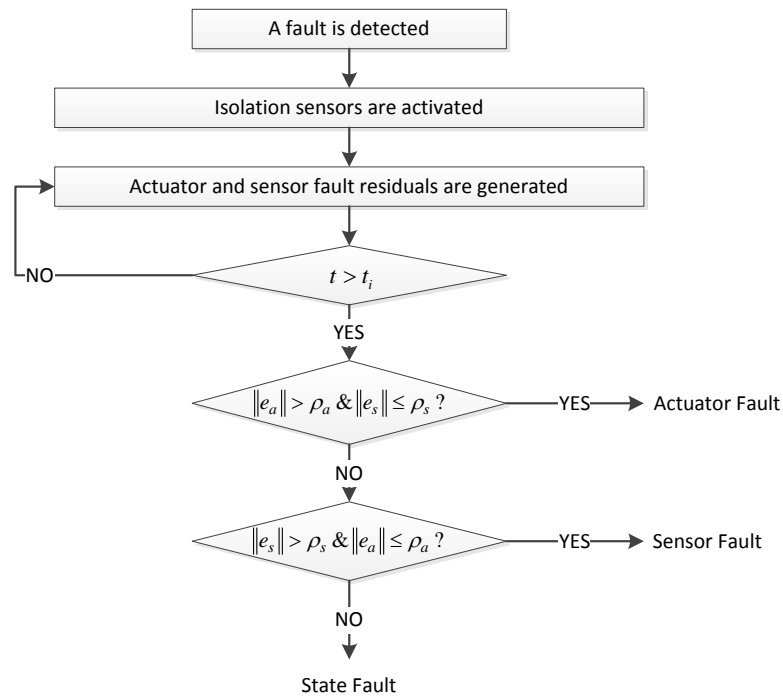 A fault is detected
Isolation sensors are activated
Actuator and sensor fault residuals are generated
NO
t > t_i
YES
‖e_a‖ > ρ_a & ‖e_s‖ ≤ ρ_s ?
YES
Actuator Fault
NO
‖e_s‖ > ρ_s & ‖e_a‖ ≤ ρ_a ?
YES
Sensor Fault
NO
State Fault